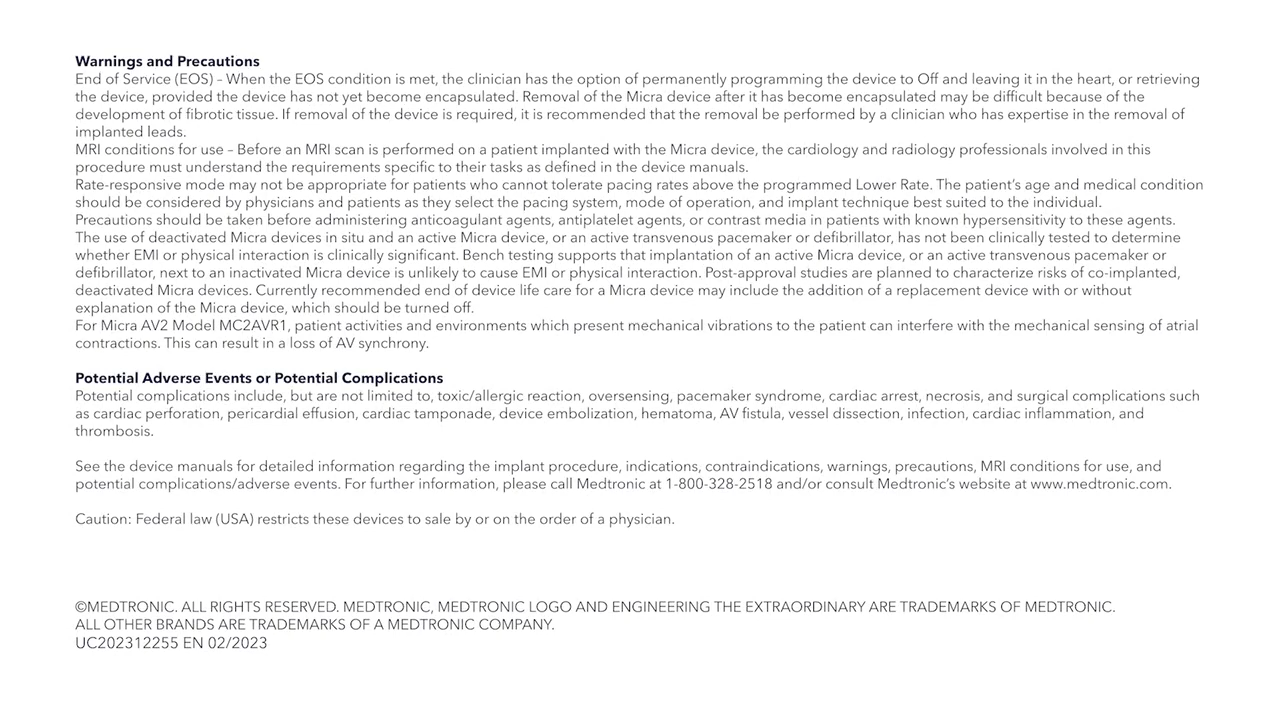 Warnings and Precautions
End of Service (EOS) – When the EOS condition is met, the clinician has the option of permanently programming the device to Off and leaving it in the heart, or retrieving
the device, provided the device has not yet become encapsulated. Removal of the Micra device after it has become encapsulated may be difficult because of the
development of fibrotic tissue. If removal of the device is required, it is recommended that the removal be performed by a clinician who has expertise in the removal of
implanted leads.
MRI conditions for use – Before an MRI scan is performed on a patient implanted with the Micra device, the cardiology and radiology professionals involved in this
procedure must understand the requirements specific to their tasks as defined in the device manuals.
Rate-responsive mode may not be appropriate for patients who cannot tolerate pacing rates above the programmed Lower Rate. The patient’s age and medical condition
should be considered by physicians and patients as they select the pacing system, mode of operation, and implant technique best suited to the individual.
Precautions should be taken before administering anticoagulant agents, antiplatelet agents, or contrast media in patients with known hypersensitivity to these agents.
The use of deactivated Micra devices in situ and an active Micra device, or an active transvenous pacemaker or defibrillator, has not been clinically tested to determine
whether EMI or physical interaction is clinically significant. Bench testing supports that implantation of an active Micra device, or an active transvenous pacemaker or
defibrillator, next to an inactivated Micra device is unlikely to cause EMI or physical interaction. Post-approval studies are planned to characterize risks of co-implanted,
deactivated Micra devices. Currently recommended end of device life care for a Micra device may include the addition of a replacement device with or without
explanation of the Micra device, which should be turned off.
For Micra AV2 Model MC2AVR1, patient activities and environments which present mechanical vibrations to the patient can interfere with the mechanical sensing of atrial
contractions. This can result in a loss of AV synchrony.
Potential Adverse Events or Potential Complications
Potential complications include, but are not limited to, toxic/allergic reaction, oversensing, pacemaker syndrome, cardiac arrest, necrosis, and surgical complications such
as cardiac perforation, pericardial effusion, cardiac tamponade, device embolization, hematoma, AV fistula, vessel dissection, infection, cardiac inflammation, and
thrombosis.
See the device manuals for detailed information regarding the implant procedure, indications, contraindications, warnings, precautions, MRI conditions for use, and
potential complications/adverse events. For further information, please call Medtronic at 1-800-328-2518 and/or consult Medtronic’s website at www.medtronic.com.
Caution: Federal law (USA) restricts these devices to sale by or on the order of a physician.
©MEDTRONIC. ALL RIGHTS RESERVED. MEDTRONIC, MEDTRONIC LOGO AND ENGINEERING THE EXTRAORDINARY ARE TRADEMARKS OF MEDTRONIC.
ALL OTHER BRANDS ARE TRADEMARKS OF A MEDTRONIC COMPANY.
UC202312255 EN 02/2023